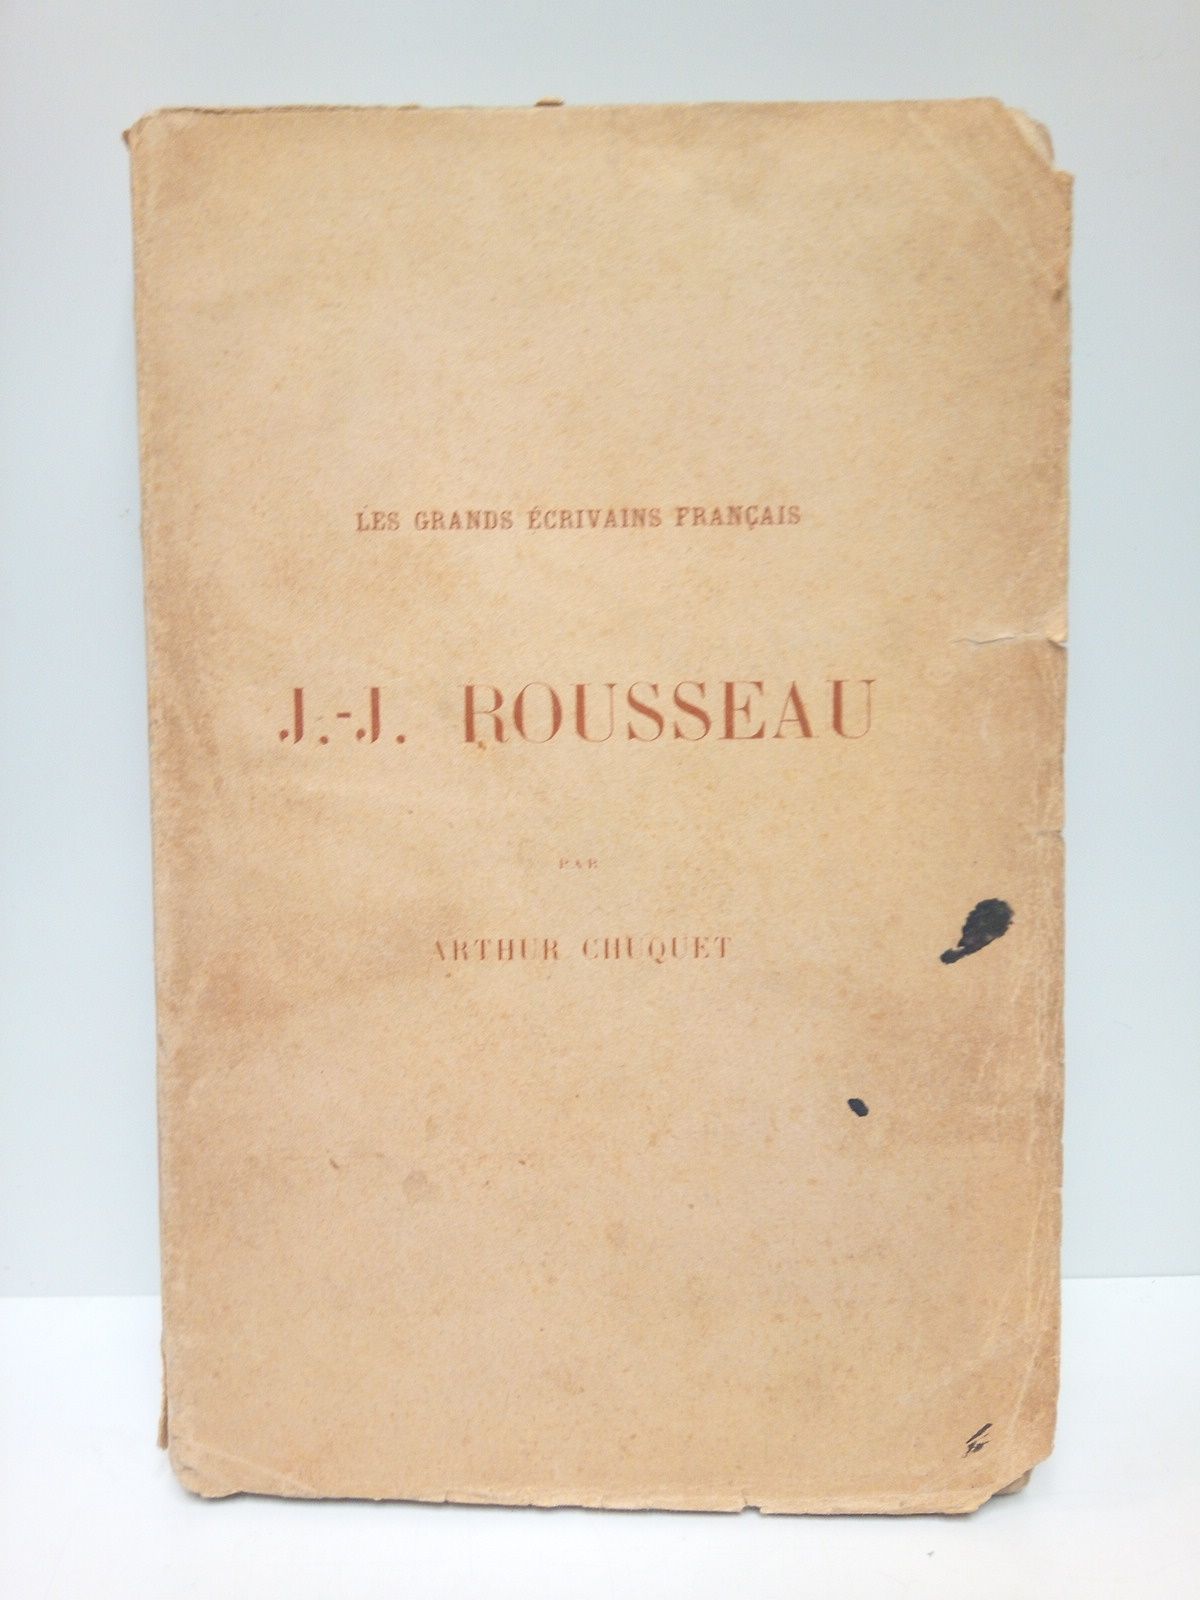 LES GRANDS ÉCRIVAINS FRANÇAIS
J.-J. ROUSSEAU
PAR
ARTHUR CHUQUET